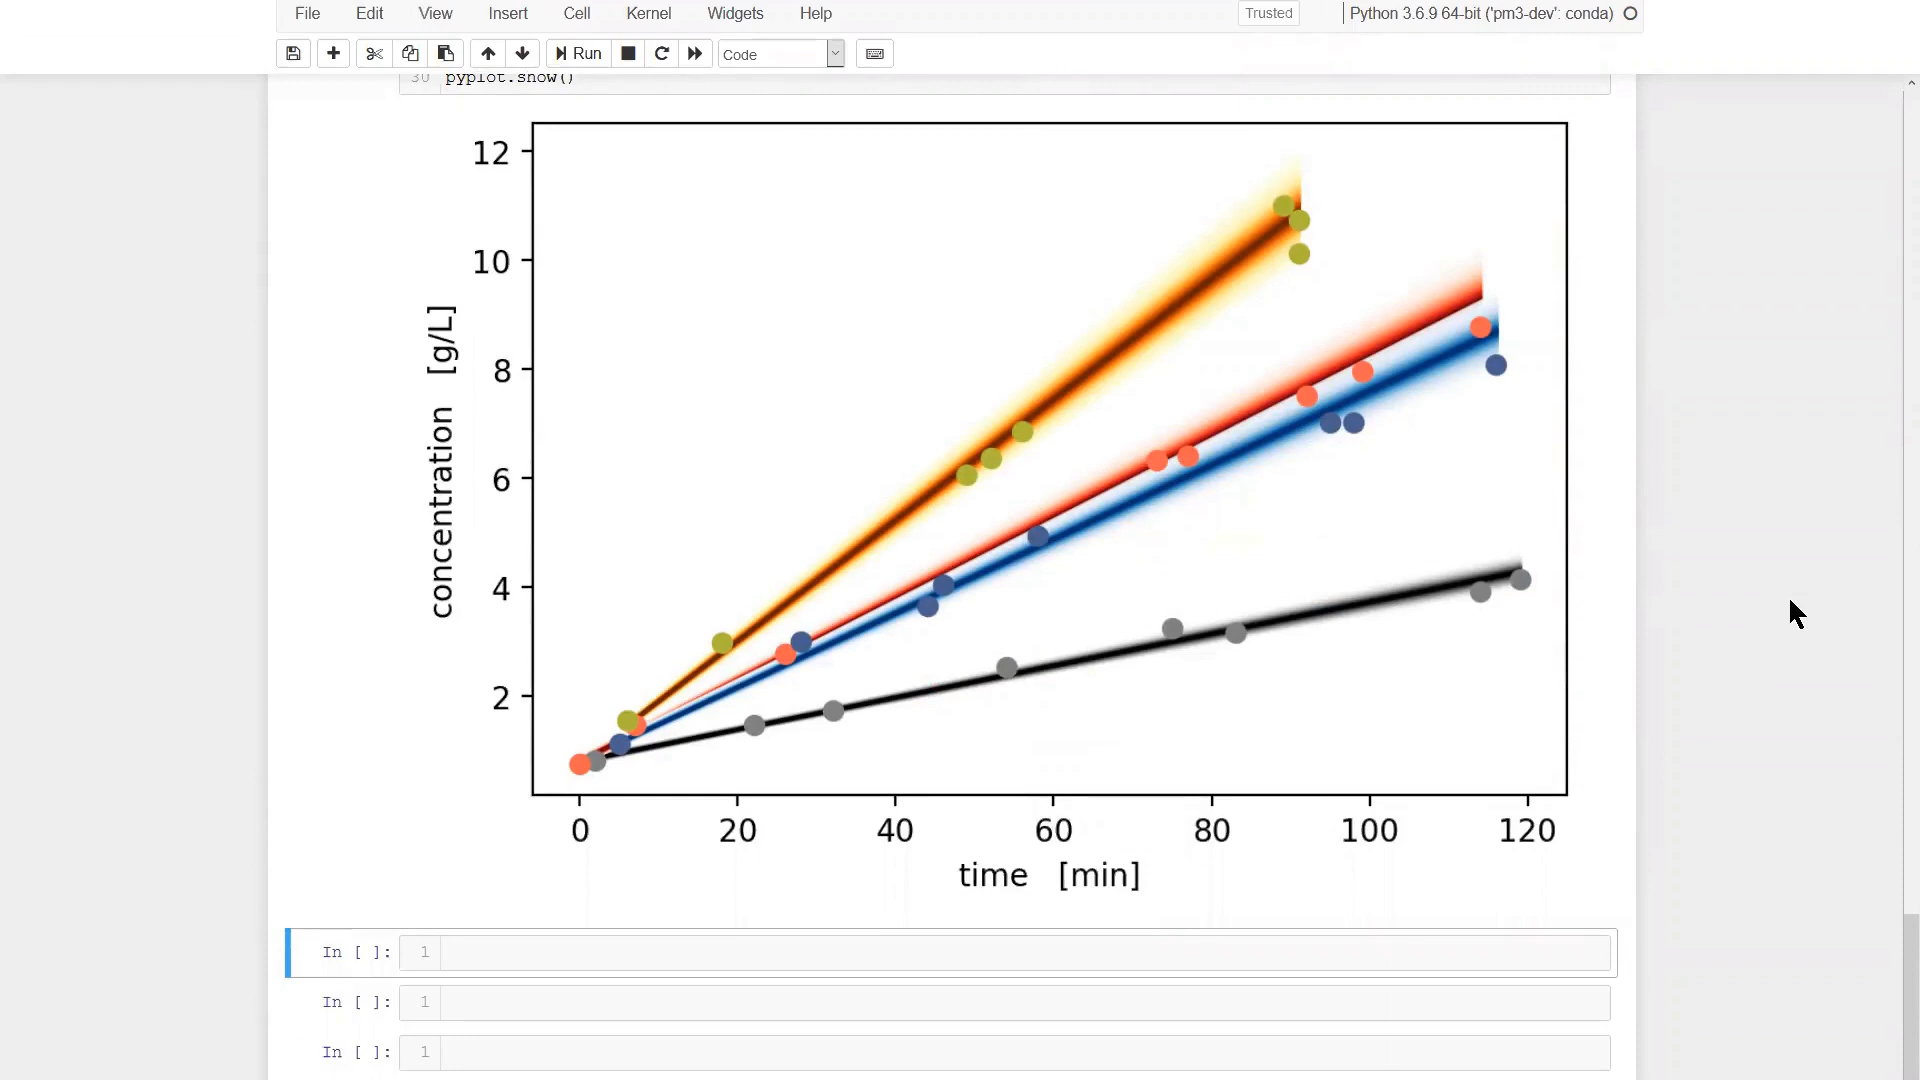 File Edit View Insert Cell Kernel Widgets Help Trusted Python 3.6.9 64-bit ('pm3-dev': conda)
Run Code
30 pyplot.show()
12
10
8
6
4
2
concentration [g/L]
0 20 40 60 80 100 120
time [min]
In [ ]: 1
In [ ]: 1
In [ ]: 1